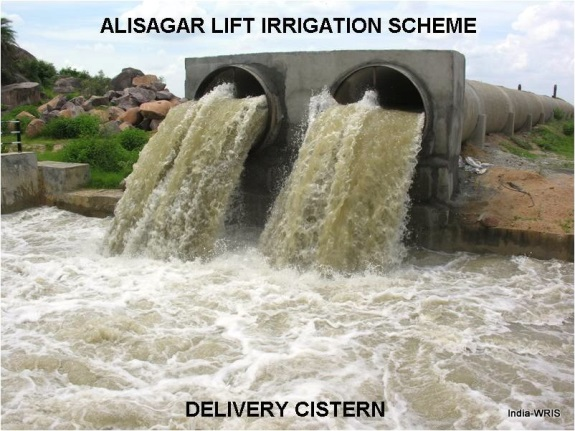 ALISAGAR LIFT IRRIGATION SCHEME
DELIVERY CISTERN
India-WRIS